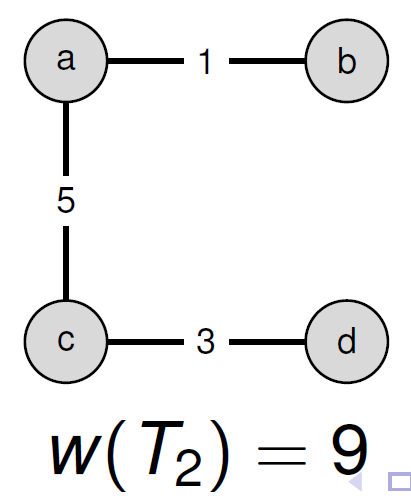 a 1 b
5
c 3 d
w(T₂) = 9